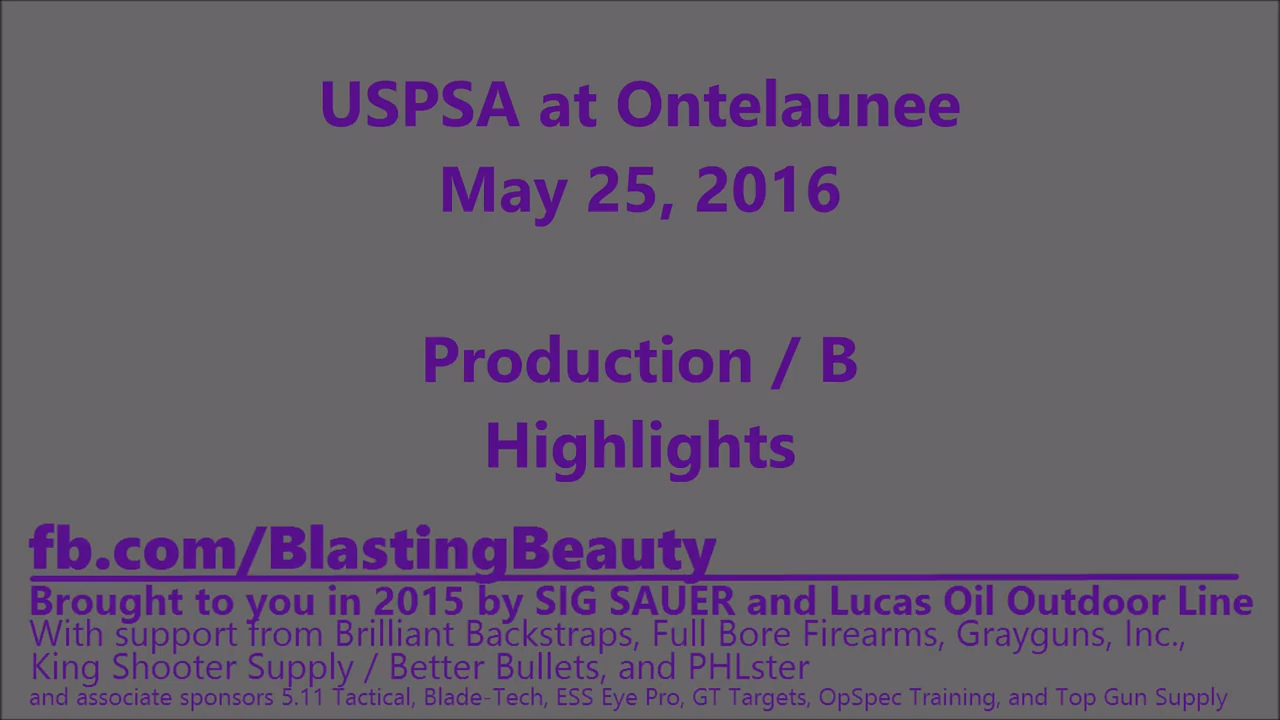 USPSA at Ontelaunee
May 25, 2016
Production / B
Highlights
fb.com/BlastingBeauty
Brought to you in 2015 by SIG SAUER and Lucas Oil Outdoor Line
With support from Brilliant Backstraps, Full Bore Firearms, Grayguns, Inc.,
King Shooter Supply / Better Bullets, and PHLster
and associate sponsors 5.11 Tactical, Blade-Tech, ESS Eye Pro, GT Targets, OpSpec Training, and Top Gun Supply